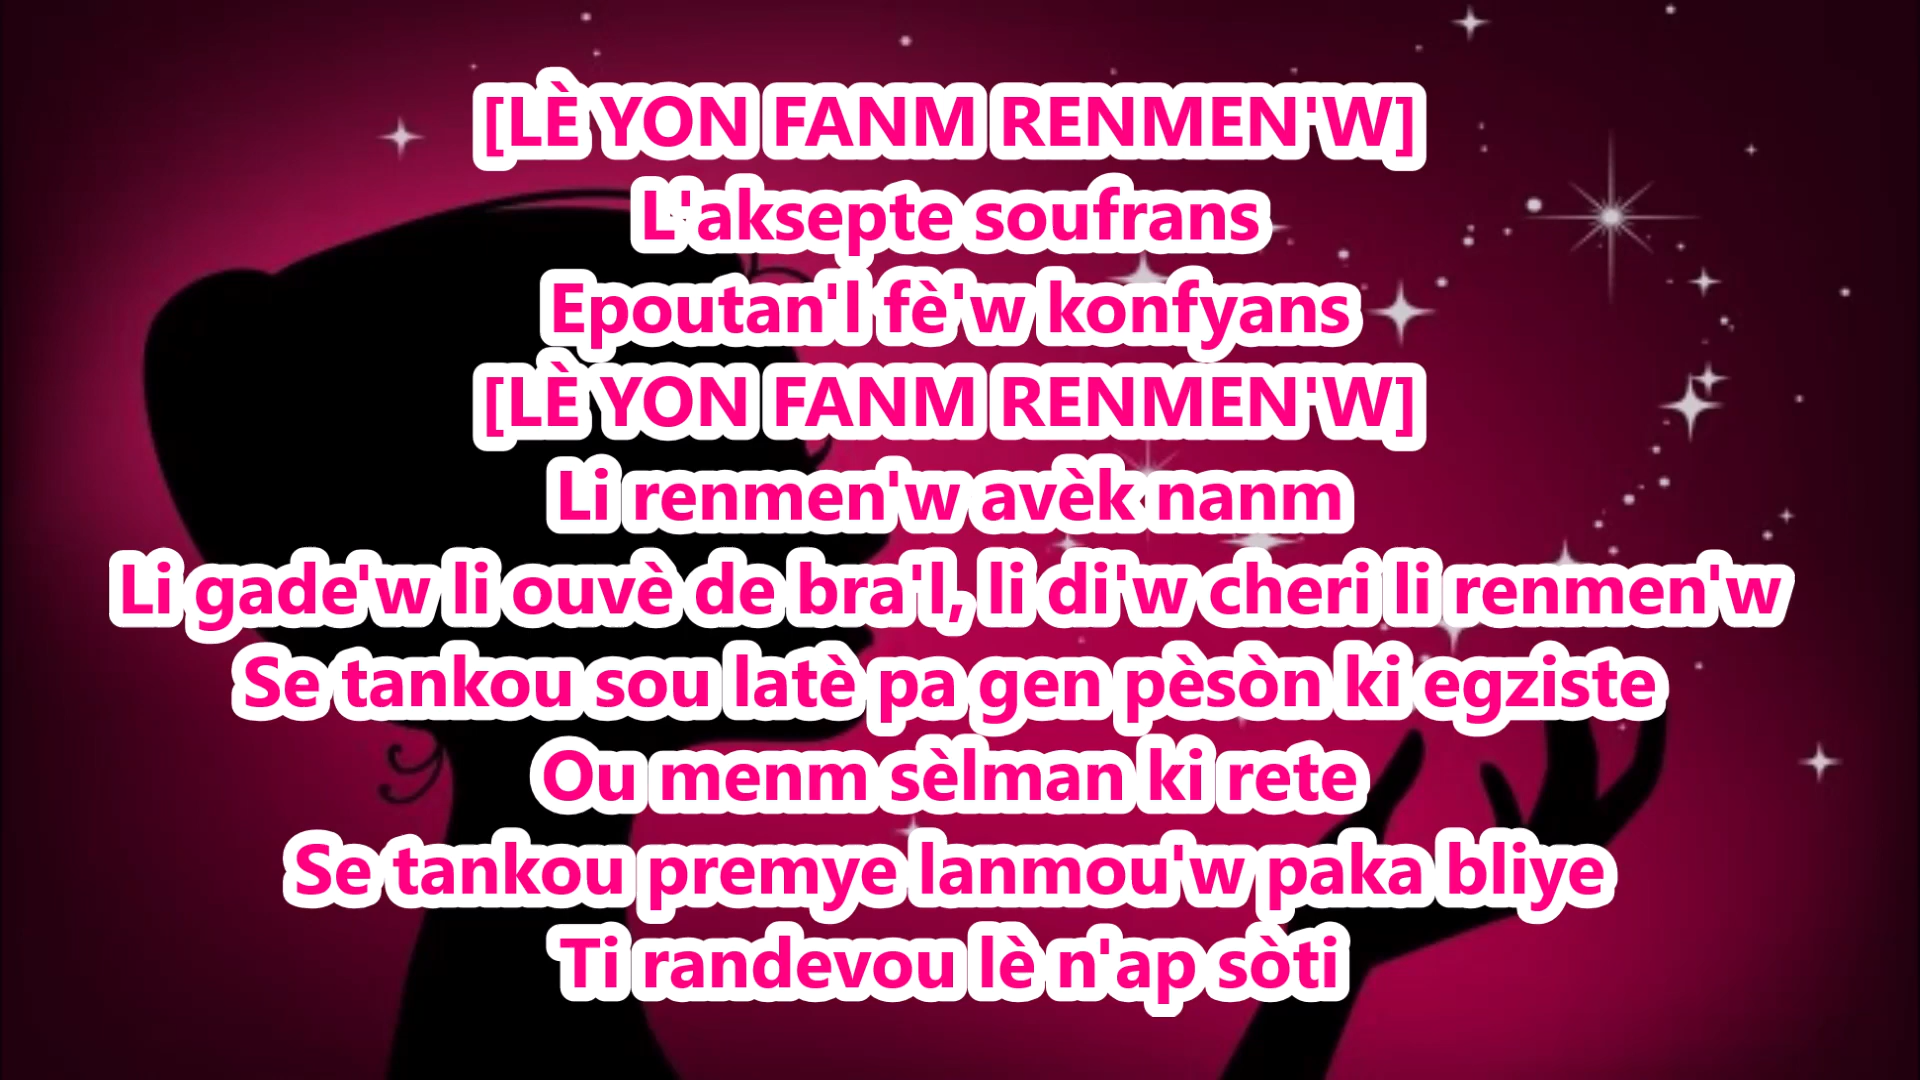 [LÈ YON FANM RENMEN'W]
L'aksepte soufrans
Epoutan'l fè'w konfyans
[LÈ YON FANM RENMEN'W]
Li renmen'w avèk nanm
Li gade'w li ouvè de bra'l, li di'w cheri li renmen'w
Se tankou sou latè pa gen pèsòn ki egziste
Ou menm sèlman ki rete
Se tankou premye lanmou'w paka bliye
Ti randevou lè n'ap sòti